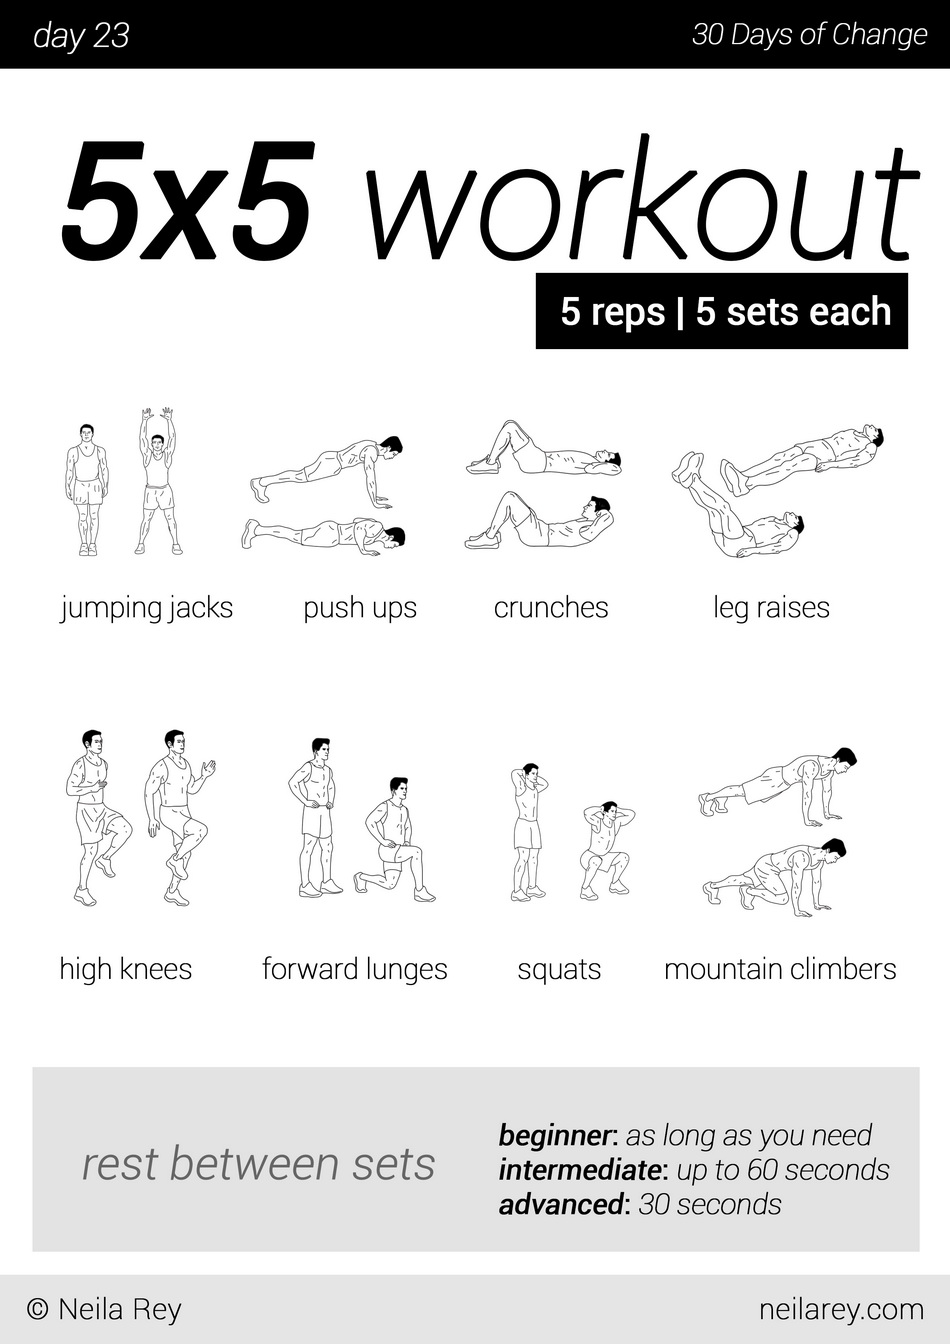 day 23
30 Days of Change
5x5 workout
5 reps | 5 sets each
jumping jacks
push ups
crunches
leg raises
high knees
forward lunges
squats
mountain climbers
rest between sets
beginner: as long as you need
intermediate: up to 60 seconds
advanced: 30 seconds
© Neila Rey
neilarey.com